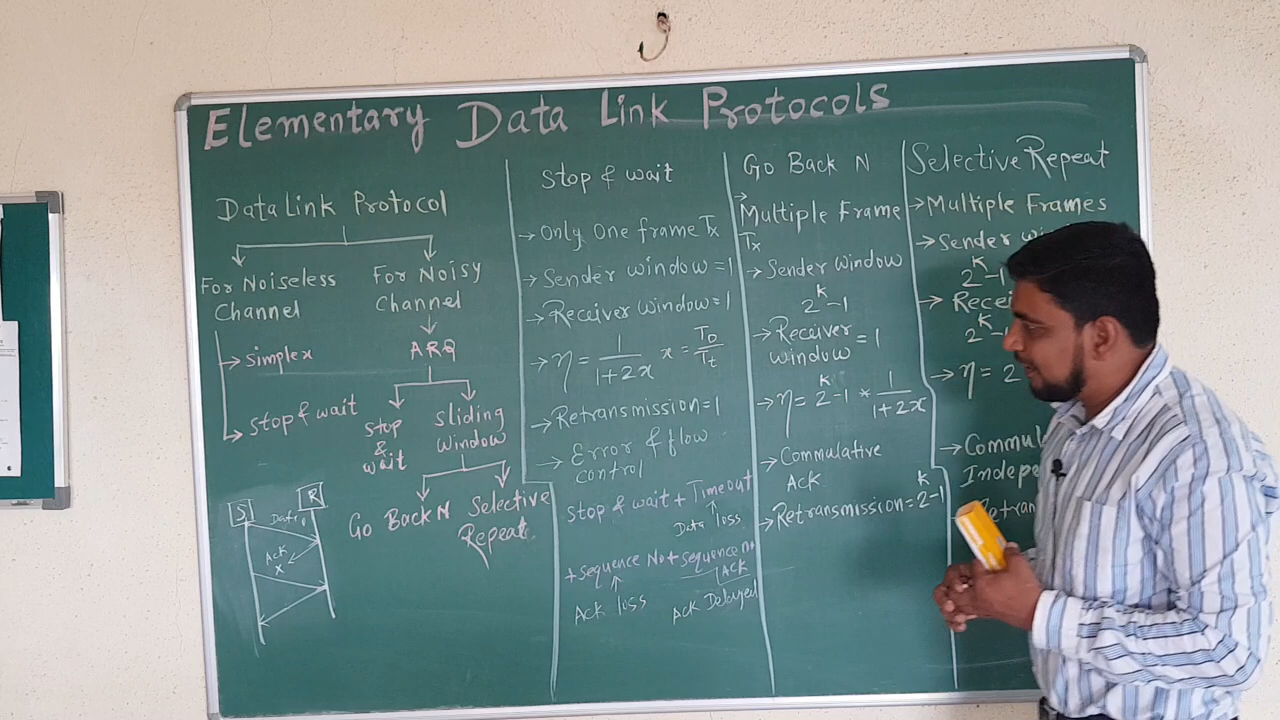 Elementary Data Link Protocols
Data Link Protocol
For Noiseless
Channel
→ Simplex
→ Stop & wait
For Noisy
Channel
ARQ
Stop
&
wait
Sliding
Window
Go Back N
Selective
Repeat
S
R
Data
Ack
x
Stop & wait
→ Only One frame Tx
→ Sender window = 1
→ Receiver window = 1
→ η = 1/(1+2x) x = TD/Tt
→ Retransmission = 1
→ Error & flow
control
Stop & wait + Timeout
Data loss
+ Sequence No + Sequence no
ACK
Ack loss
Ack Delayed
Go Back N
→ Multiple Frame
Tx
→ Sender Window
2^k-1
→ Receiver
window = 1
→ η = 2^k-1 * 1/(1+2x)
→ Commulative
Ack
→ Retransmission = 2^k-1
Selective Repeat
→ Multiple Frames
→ Sender
2^k-1
→
2^k-1
→ η = 2